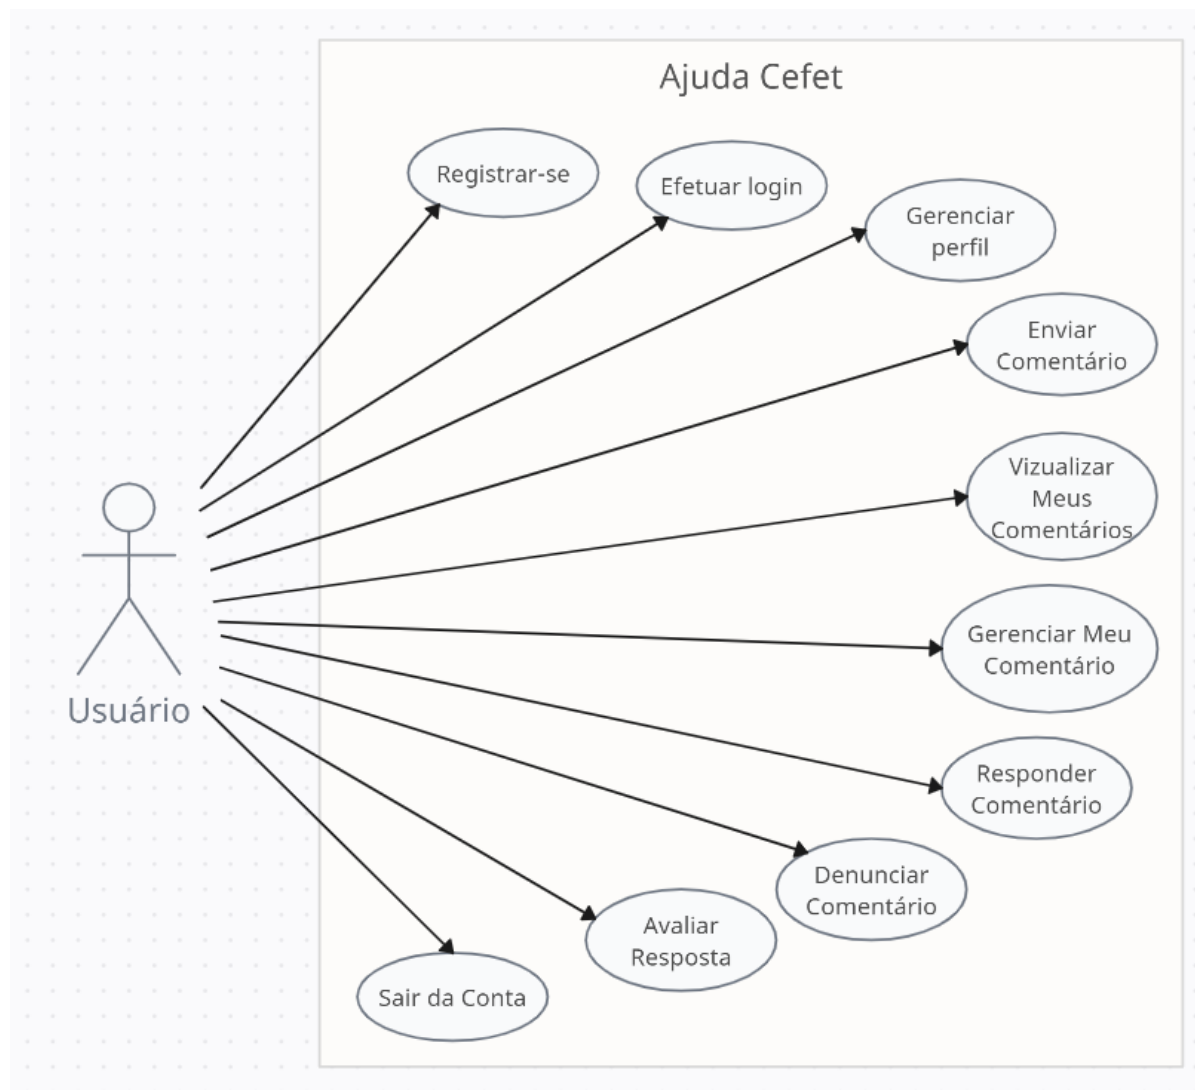 Ajuda Cefet
Registrar-se
Efetuar login
Gerenciar
perfil
Enviar
Comentário
Vizualizar
Meus
Comentários
Gerenciar Meu
Comentário
Responder
Comentário
Denunciar
Comentário
Avaliar
Resposta
Sair da Conta
Usuário